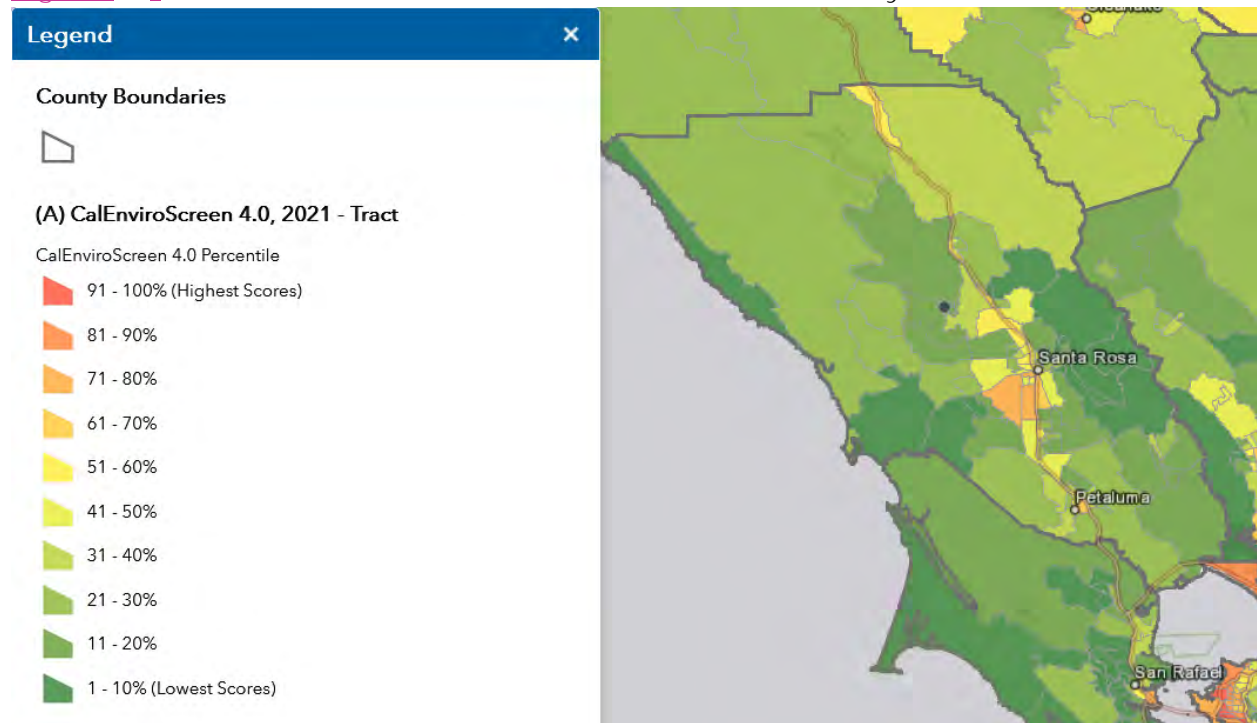 Legend ×
County Boundaries
(A) CalEnviroScreen 4.0, 2021 - Tract
CalEnviroScreen 4.0 Percentile
91 - 100% (Highest Scores)
81 - 90%
71 - 80%
61 - 70%
51 - 60%
41 - 50%
31 - 40%
21 - 30%
11 - 20%
1 - 10% (Lowest Scores)
Santa Rosa
Petaluma
San Rafael